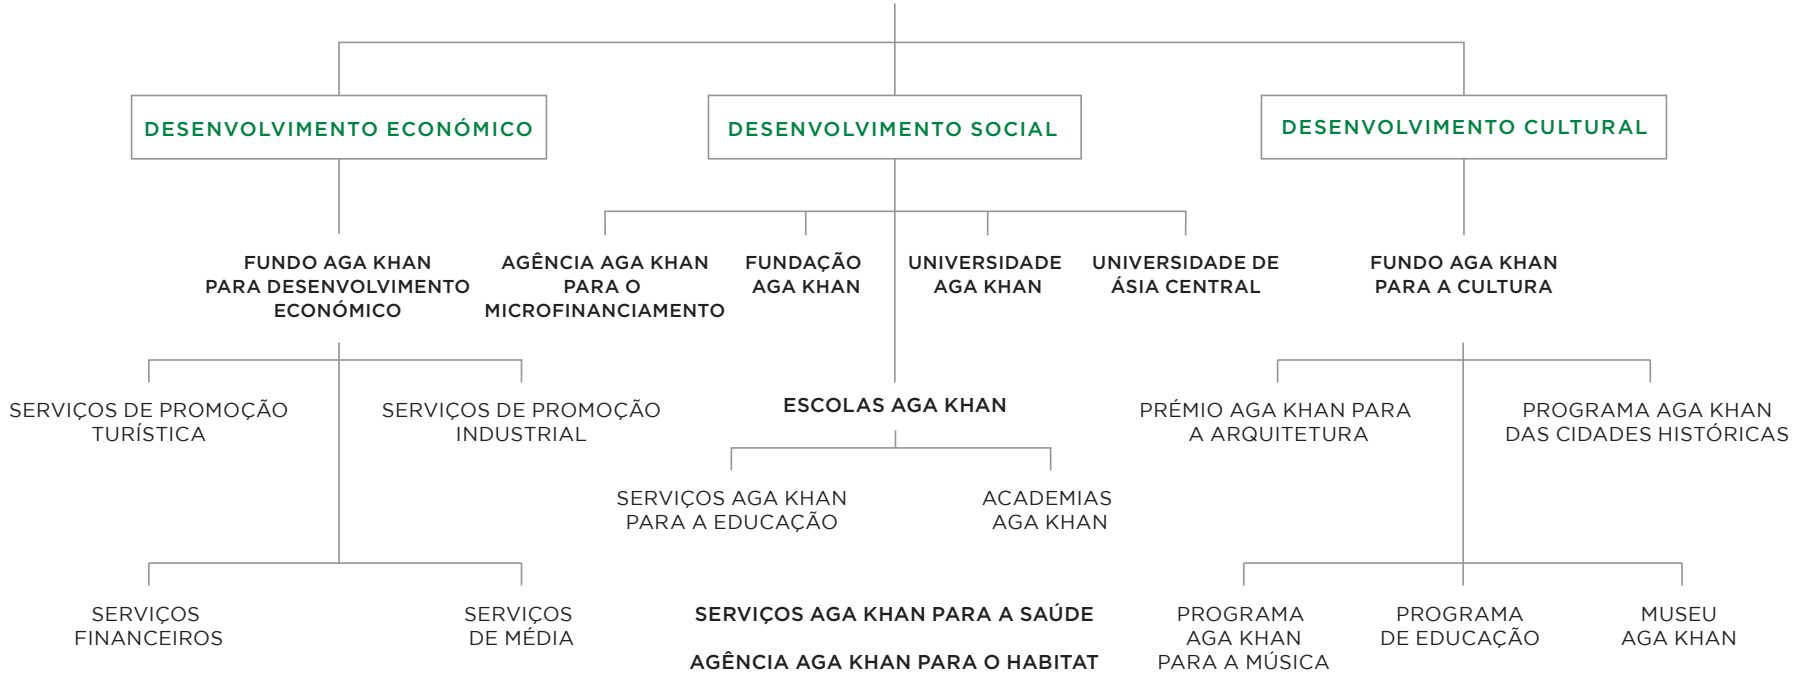 DESENVOLVIMENTO ECONÓMICO
DESENVOLVIMENTO SOCIAL
DESENVOLVIMENTO CULTURAL
FUNDO AGA KHAN
PARA DESENVOLVIMENTO
ECONÓMICO
AGÊNCIA AGA KHAN
PARA O
MICROFINANCIAMENTO
FUNDAÇÃO
AGA KHAN
UNIVERSIDADE
AGA KHAN
UNIVERSIDADE DE
ÁSIA CENTRAL
FUNDO AGA KHAN
PARA A CULTURA
SERVIÇOS DE PROMOÇÃO
TURÍSTICA
SERVIÇOS DE PROMOÇÃO
INDUSTRIAL
ESCOLAS AGA KHAN
PRÉMIO AGA KHAN PARA
A ARQUITETURA
PROGRAMA AGA KHAN
DAS CIDADES HISTÓRICAS
SERVIÇOS AGA KHAN
PARA A EDUCAÇÃO
ACADEMIAS
AGA KHAN
SERVIÇOS
FINANCEIROS
SERVIÇOS
DE MÉDIA
SERVIÇOS AGA KHAN PARA A SAÚDE
AGÊNCIA AGA KHAN PARA O HABITAT
PROGRAMA
AGA KHAN
PARA A MÚSICA
PROGRAMA
DE EDUCAÇÃO
MUSEU
AGA KHAN